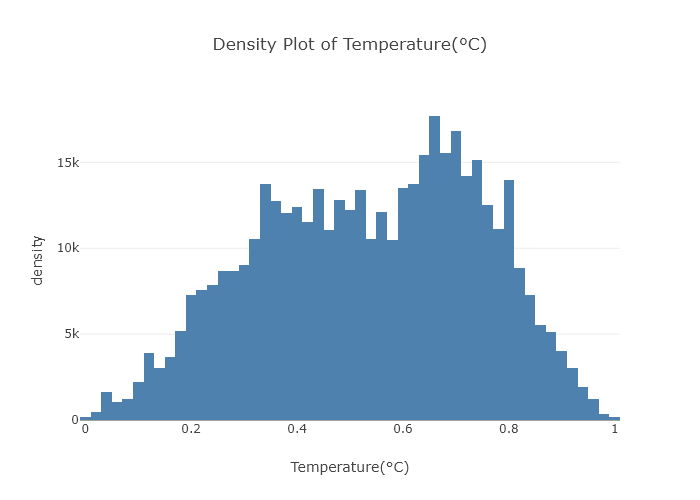 Density Plot of Temperature(°C)
density
15k
10k
5k
0
0 0.2 0.4 0.6 0.8 1
Temperature(°C)